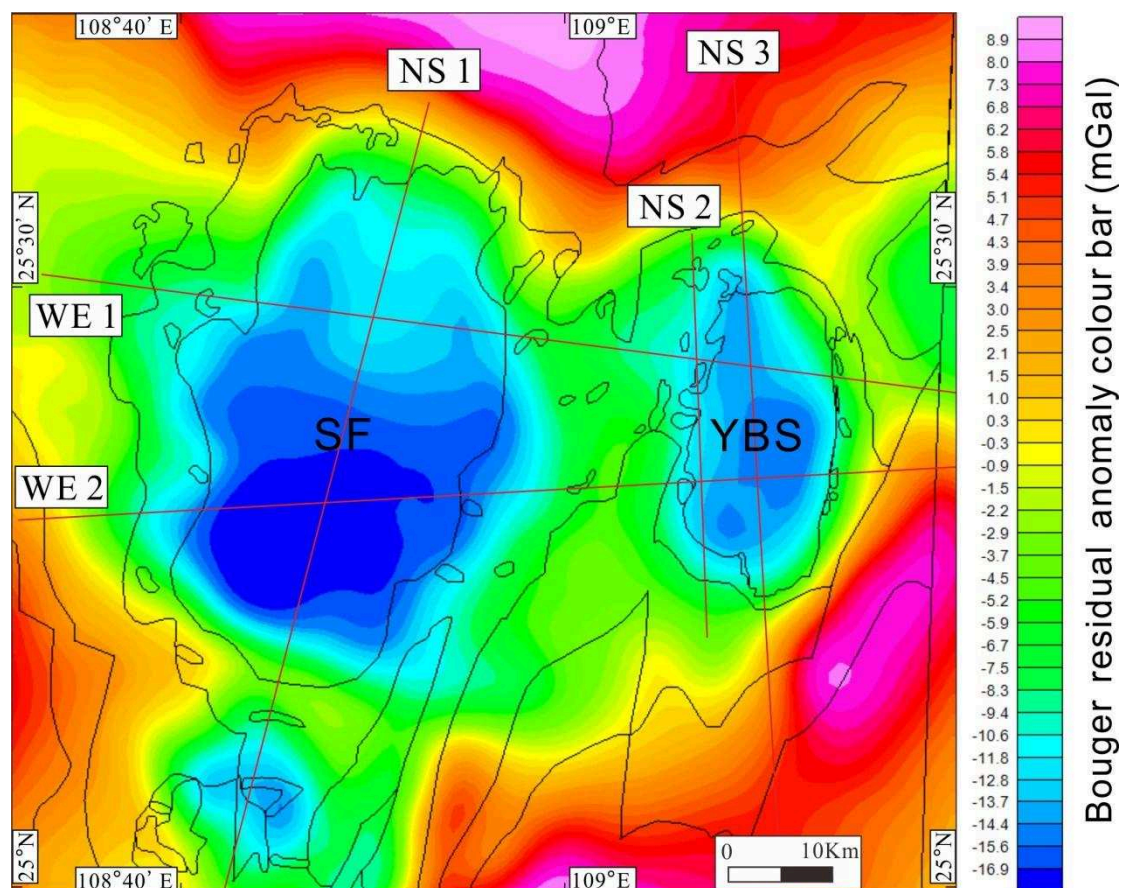 108°40' E
109°E
NS 1
NS 3
NS 2
25°30' N
25°30' N
WE 1
SF
YBS
WE 2
25°N
25°N
108°40' E
109°E
0 10Km
8.9
8.0
7.3
6.8
6.2
5.8
5.1
4.7
4.3
3.9
3.4
3.0
2.5
2.1
1.5
1.0
0.3
-0.3
-0.9
-1.5
-2.2
-2.9
-3.7
-4.5
-5.2
-5.9
-6.7
-7.5
-8.3
-9.4
-10.6
-11.8
-12.8
-13.7
-14.4
-15.6
-16.9
Bouger residual anomaly colour bar (mGal)